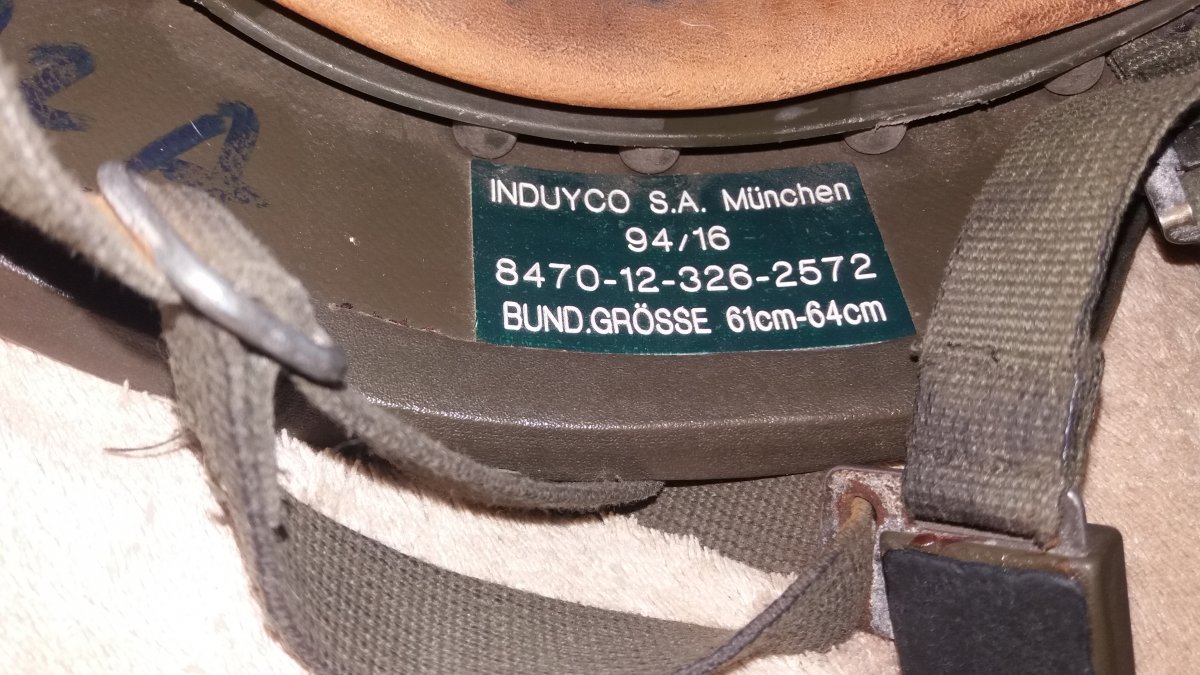 INDUYCO S.A. München
94/16
8470-12-326-2572
BUND.GRÖSSE 61cm-64cm